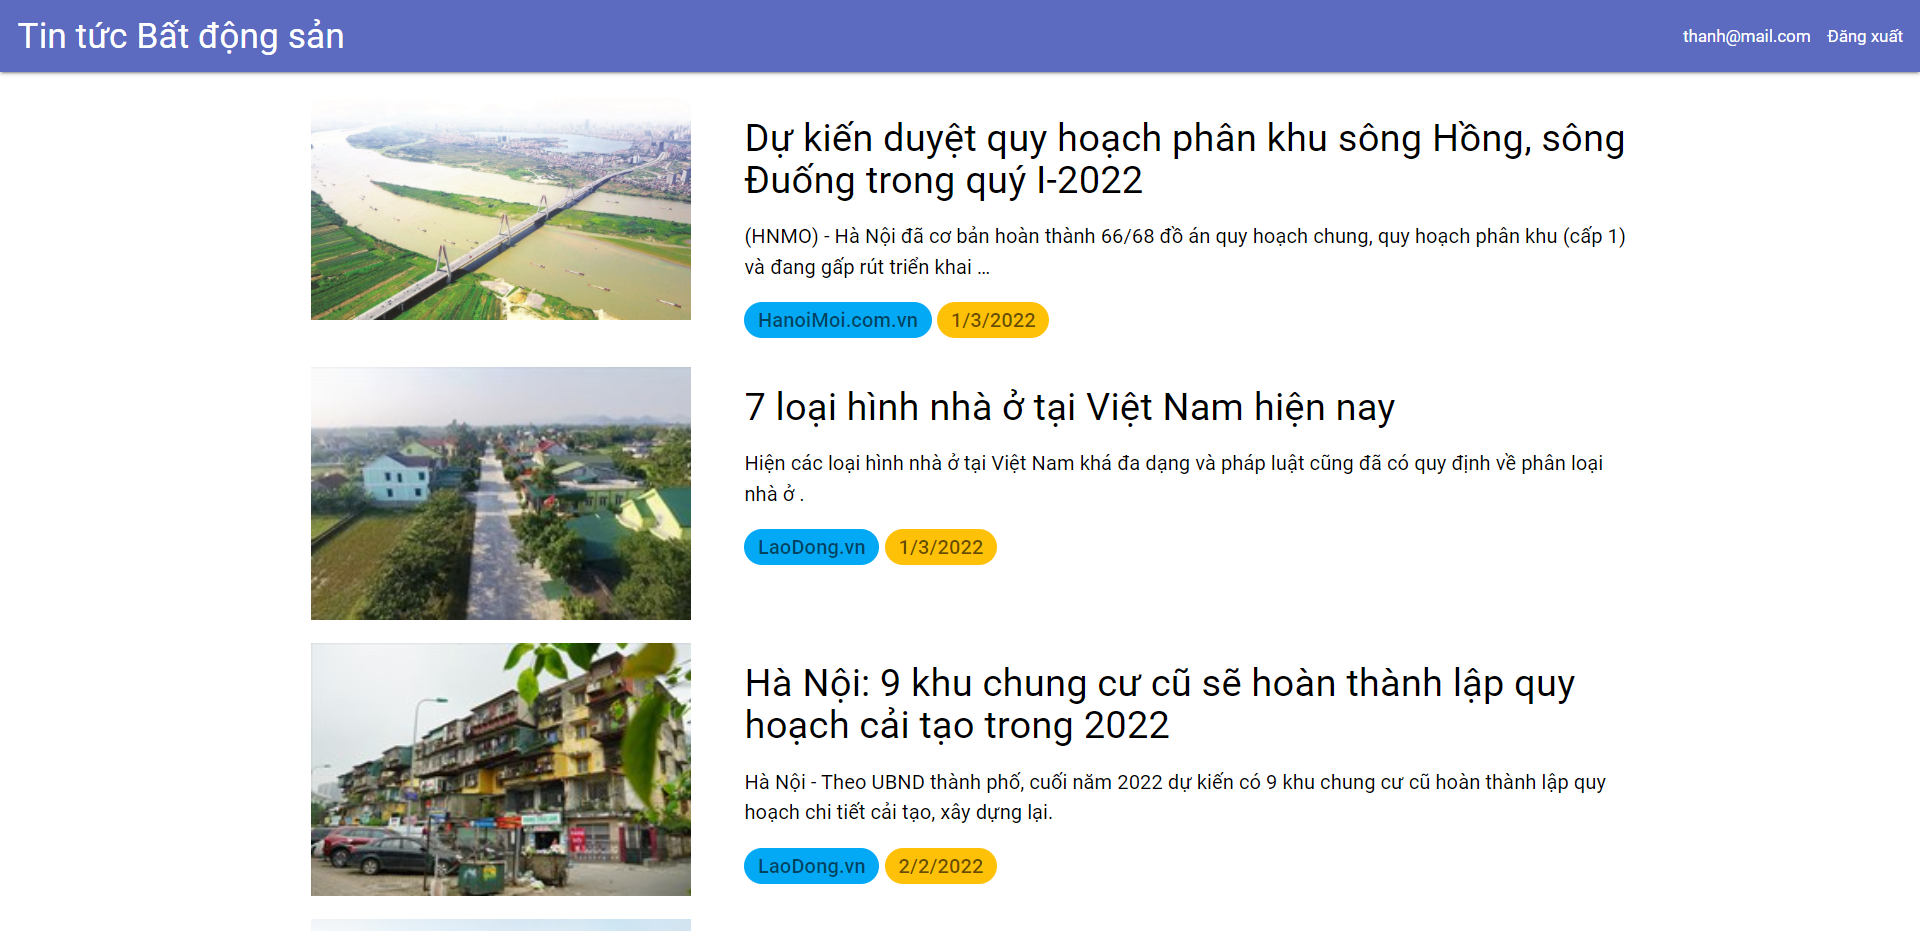 Tin tức Bất động sản
thanh@mail.com Đăng xuất
Dự kiến duyệt quy hoạch phân khu sông Hồng, sông
Đuống trong quý I-2022
(HNMO) - Hà Nội đã cơ bản hoàn thành 66/68 đồ án quy hoạch chung, quy hoạch phân khu (cấp 1)
và đang gấp rút triển khai ...
HanoiMoi.com.vn 1/3/2022
7 loại hình nhà ở tại Việt Nam hiện nay
Hiện các loại hình nhà ở tại Việt Nam khá đa dạng và pháp luật cũng đã có quy định về phân loại
nhà ở .
LaoDong.vn 1/3/2022
Hà Nội: 9 khu chung cư cũ sẽ hoàn thành lập quy
hoạch cải tạo trong 2022
Hà Nội - Theo UBND thành phố, cuối năm 2022 dự kiến có 9 khu chung cư cũ hoàn thành lập quy
hoạch chi tiết cải tạo, xây dựng lại.
LaoDong.vn 2/2/2022